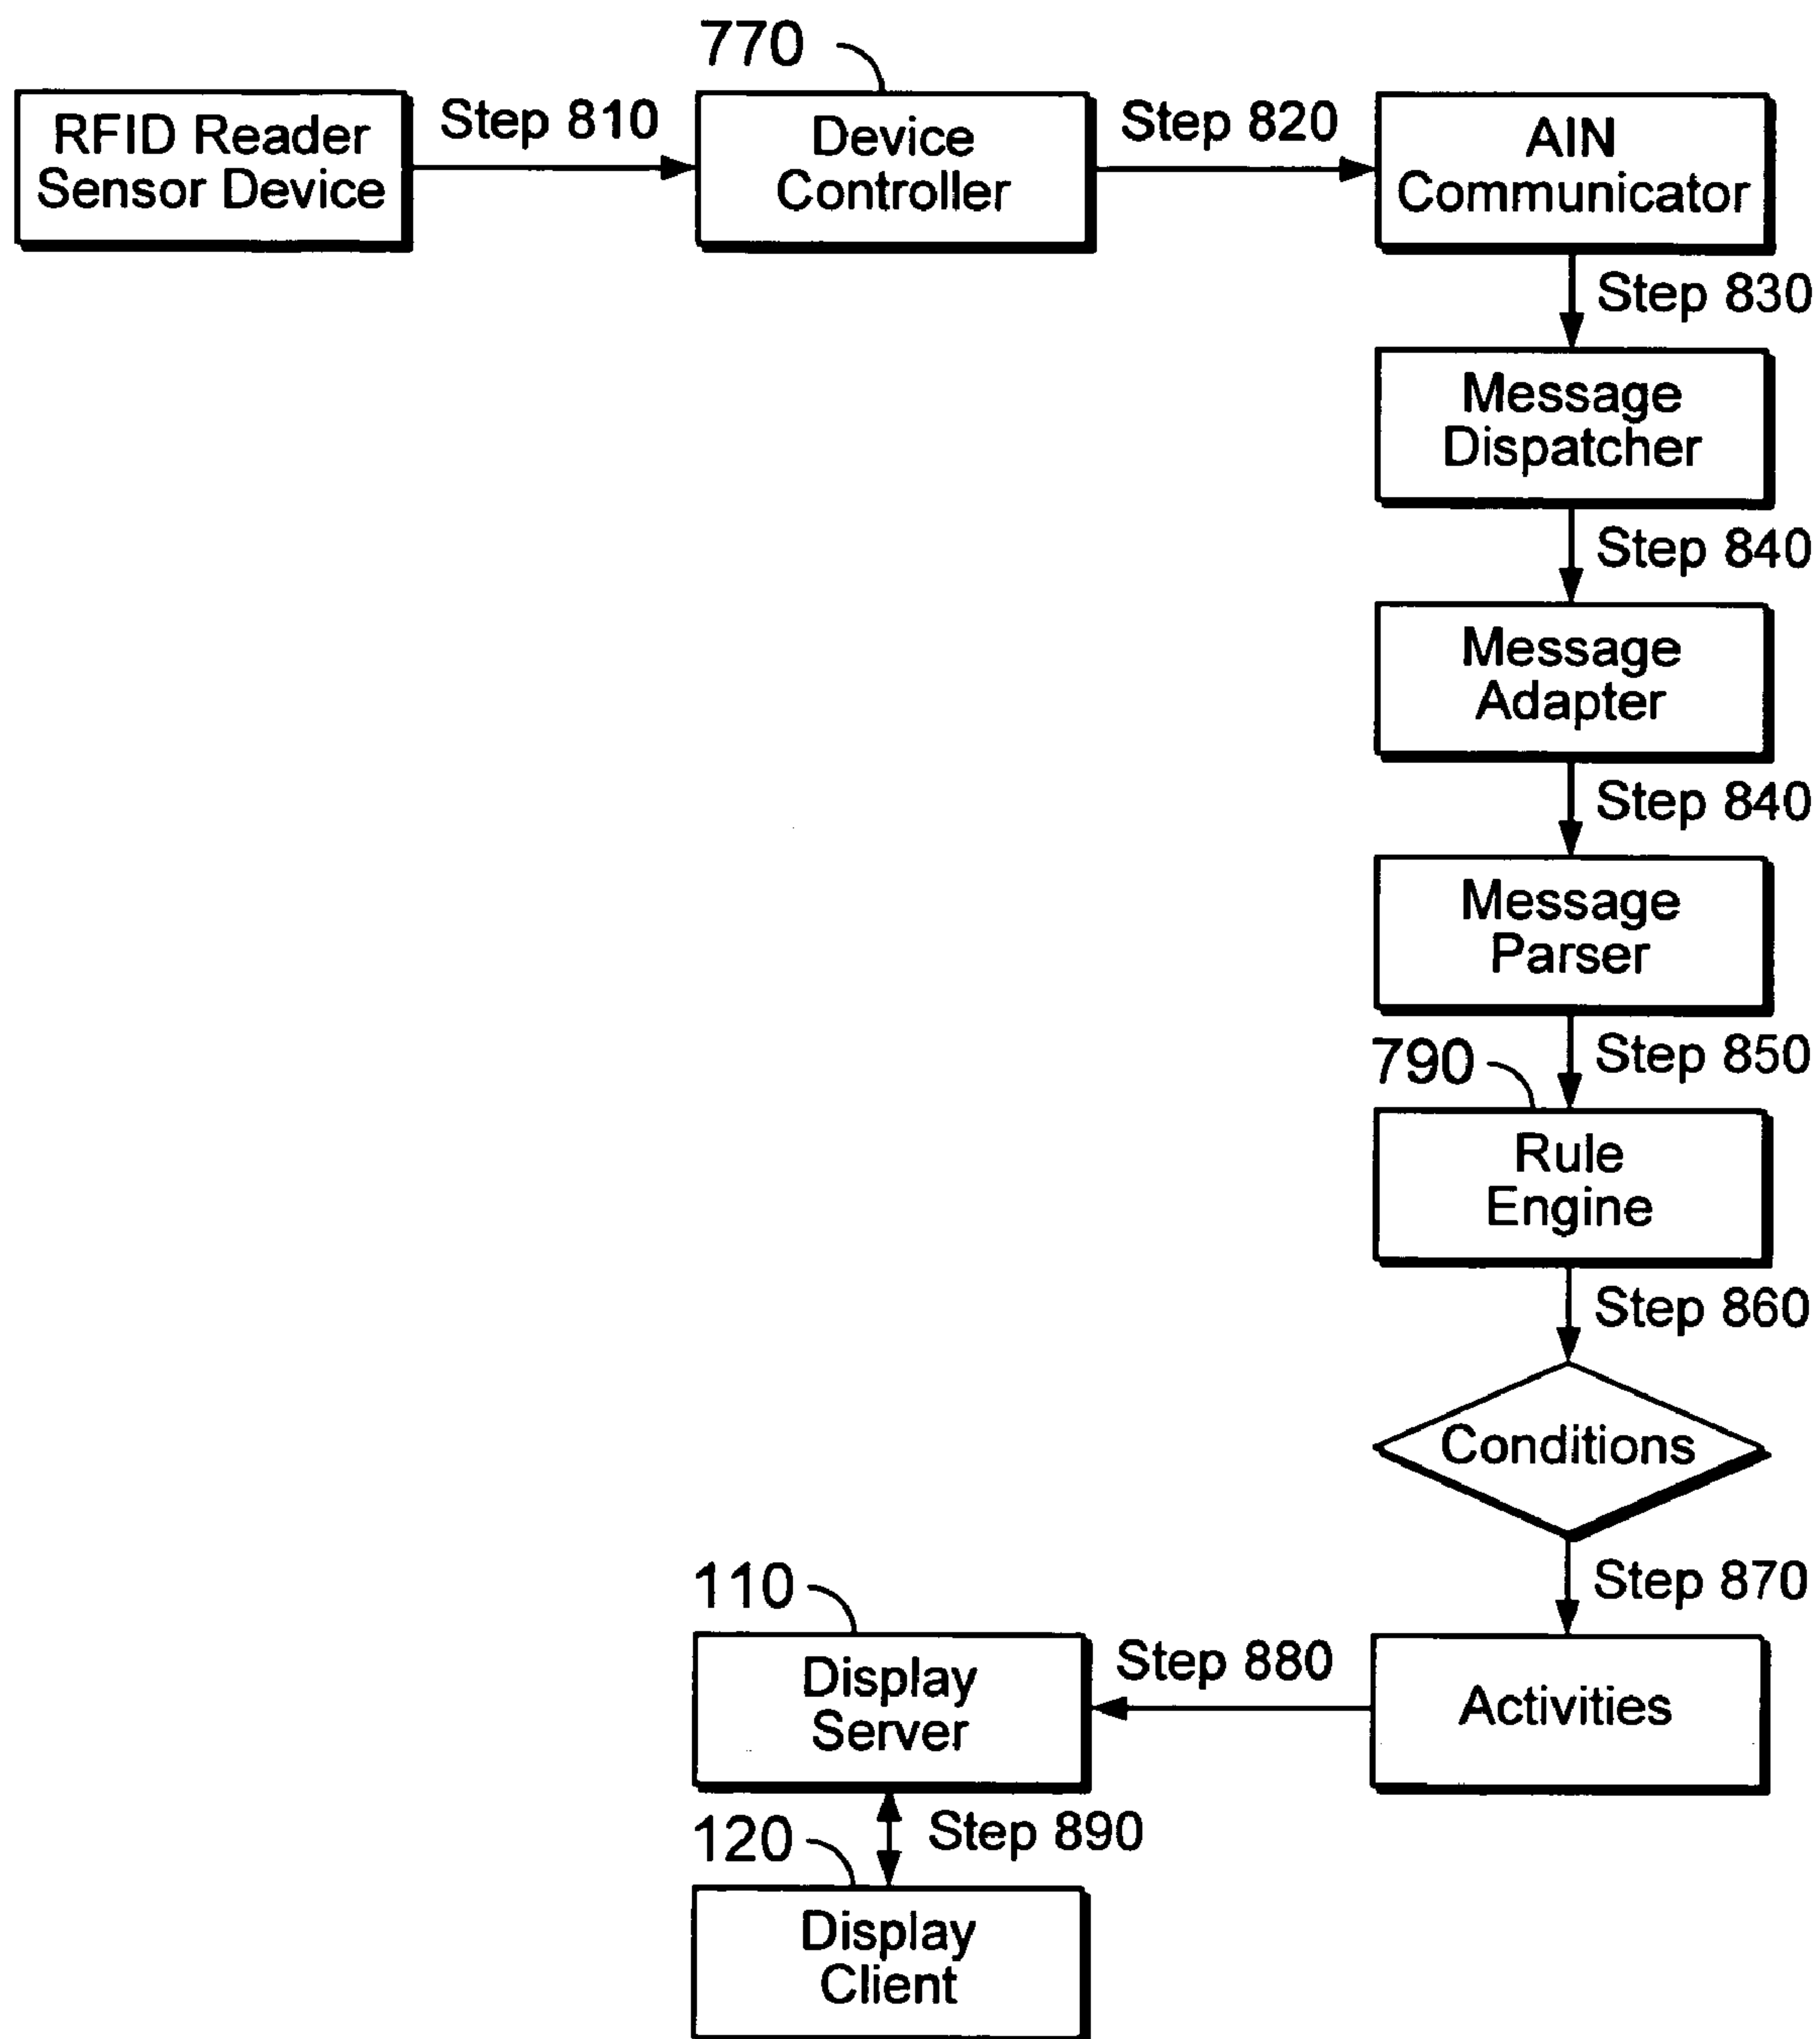 770
RFID Reader
Sensor Device
Step 810
Device
Controller
Step 820
AIN
Communicator
Step 830
Message
Dispatcher
Step 840
Message
Adapter
Step 840
Message
Parser
Step 850
790
Rule
Engine
Step 860
Conditions
Step 870
110
Display
Server
Step 880
Activities
Step 890
120
Display
Client